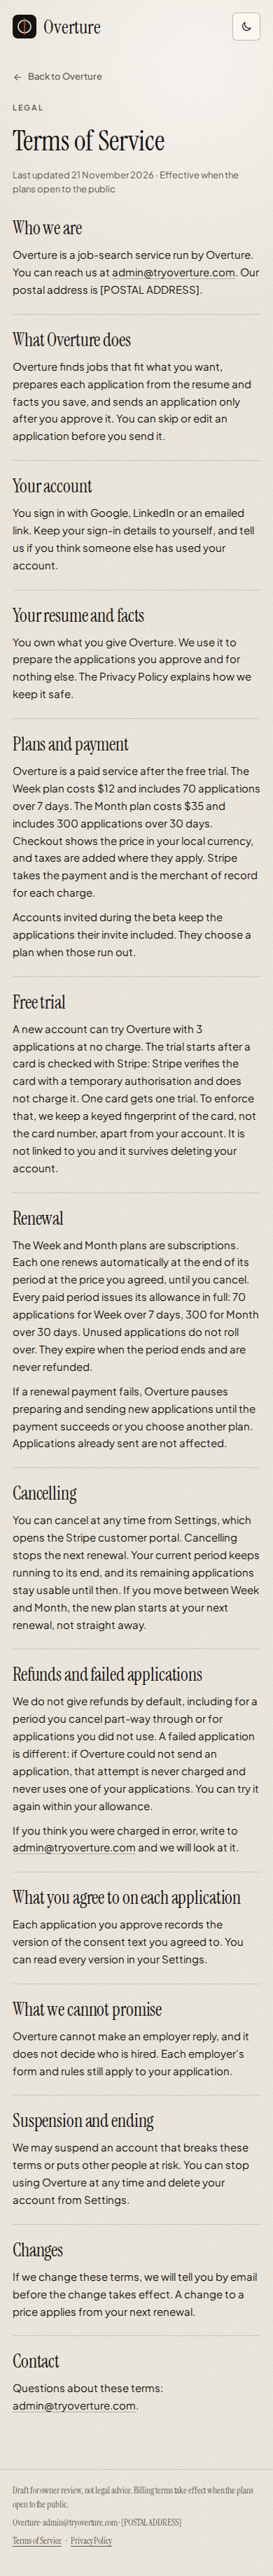 Overture
← Back to Overture
LEGAL
Terms of Service
Last updated 21 November 2026 · Effective when the
plans open to the public
Who we are
Overture is a job-search service run by Overture.
You can reach us at admin@tryoverture.com. Our
postal address is [POSTAL ADDRESS].
What Overture does
Overture finds jobs that fit what you want,
prepares each application from the resume and
facts you save, and sends an application only
after you approve it. You can skip or edit an
application before you send it.
Your account
You sign in with Google, LinkedIn or an emailed
link. Keep your sign-in details to yourself, and tell
us if you think someone else has used your
account.
Your resume and facts
You own what you give Overture. We use it to
prepare the applications you approve and for
nothing else. The Privacy Policy explains how we
keep it safe.
Plans and payment
Overture is a paid service after the free trial. The
Week plan costs $12 and includes 70 applications
over 7 days. The Month plan costs $35 and
includes 300 applications over 30 days.
Checkout shows the price in your local currency,
and taxes are added where they apply. Stripe
takes the payment and is the merchant of record
for each charge.
Accounts invited during the beta keep the
applications their invite included. They choose a
plan when those run out.
Free trial
A new account can try Overture with 3
applications at no charge. The trial starts after a
card is checked with Stripe: Stripe verifies the
card with a temporary authorisation and does
not charge it. One card gets one trial. To enforce
that, we keep a keyed fingerprint of the card, not
the card number, apart from your account. It is
not linked to you and it survives deleting your
account.
Renewal
The Week and Month plans are subscriptions.
Each one renews automatically at the end of its
period at the price you agreed, until you cancel.
Every paid period issues its allowance in full: 70
applications for Week over 7 days, 300 for Month
over 30 days. Unused applications do not roll
over. They expire when the period ends and are
never refunded.
If a renewal payment fails, Overture pauses
preparing and sending new applications until the
payment succeeds or you choose another plan.
Applications already sent are not affected.
Cancelling
You can cancel at any time from Settings, which
opens the Stripe customer portal. Cancelling
stops the next renewal. Your current period keeps
running to its end, and its remaining applications
stay usable until then. If you move between Week
and Month, the new plan starts at your next
renewal, not straight away.
Refunds and failed applications
We do not give refunds by default, including for a
period you cancel part-way through or for
applications you did not use. A failed application
is different: if Overture could not send an
application, that attempt is never charged and
never uses one of your applications. You can try it
again within your allowance.
If you think you were charged in error, write to
admin@tryoverture.com and we will look at it.
What you agree to on each application
Each application you approve records the
version of the consent text you agreed to. You
can read every version in your Settings.
What we cannot promise
Overture cannot make an employer reply, and it
does not decide who is hired. Each employer's
form and rules still apply to your application.
Suspension and ending
We may suspend an account that breaks these
terms or puts other people at risk. You can stop
using Overture at any time and delete your
account from Settings.
Changes
If we change these terms, we will tell you by email
before the change takes effect. A change to a
price applies from your next renewal.
Contact
Questions about these terms:
admin@tryoverture.com.
Draft for owner review, not legal advice. Billing terms take effect when the plans
open to the public.
Overture · admin@tryoverture.com · [POSTAL ADDRESS]
Terms of Service · Privacy Policy